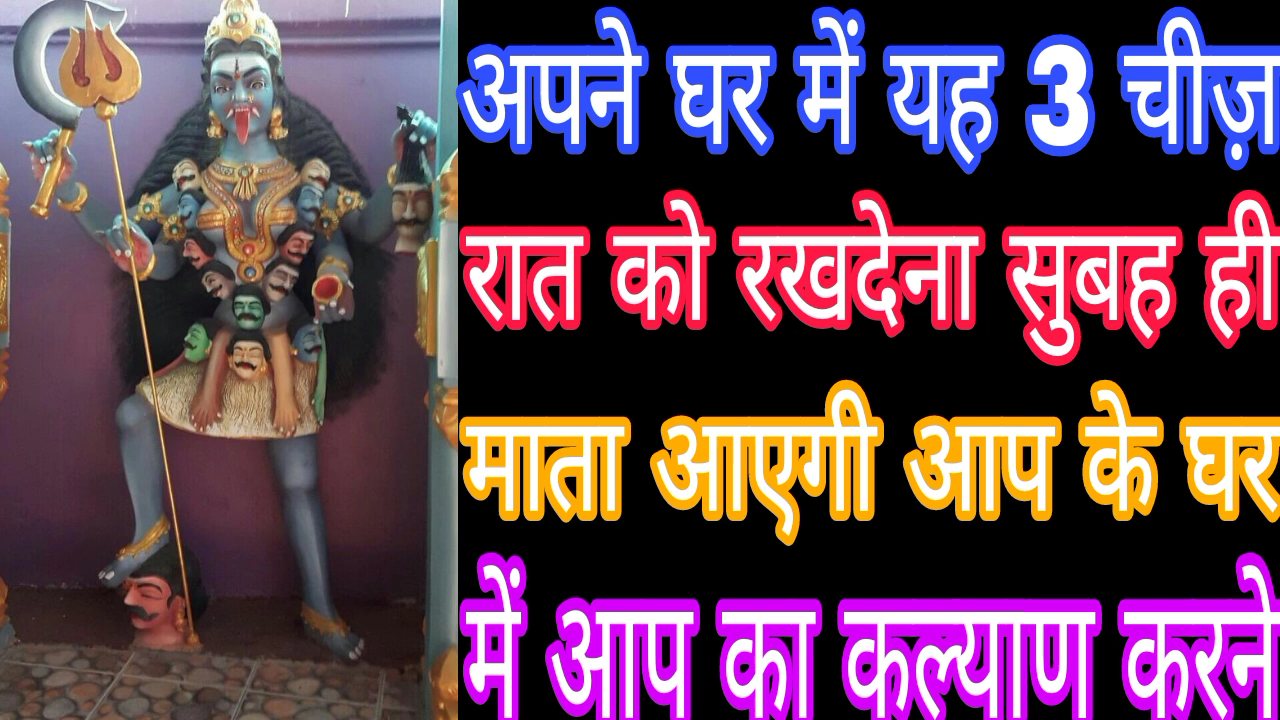 अपने घर में यह 3 चीज़
रात को रखदेना सुबह ही
माता आएगी आप के घर
में आप का कल्याण करने